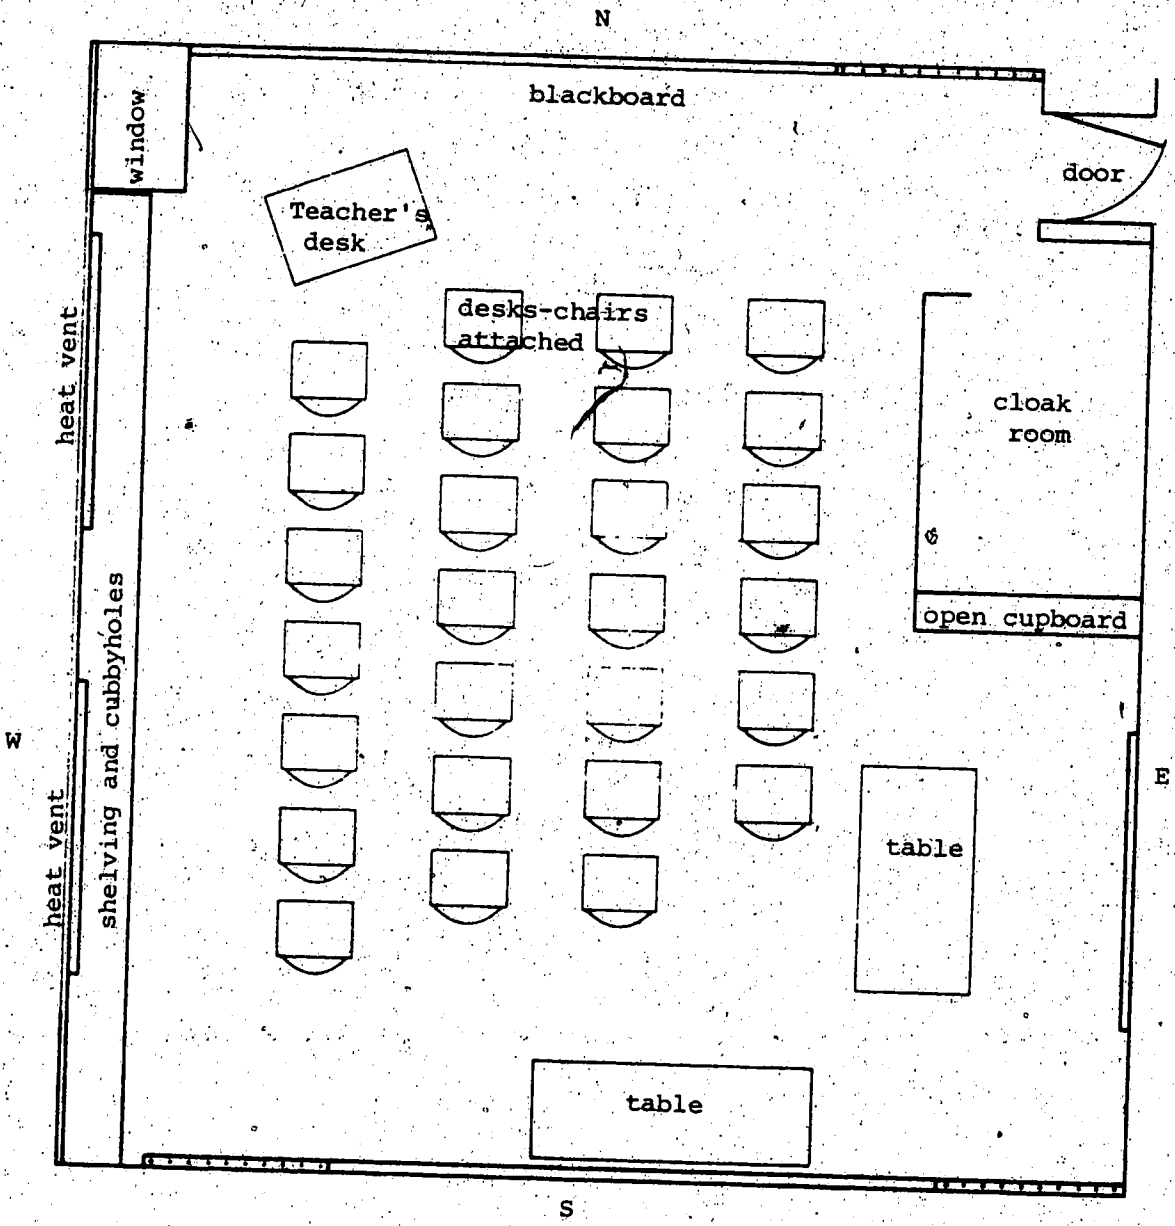 N
blackboard
window
door
Teacher's
desk
desks-chairs
attached
heat vent
cloak
room
open cupboard
shelving and cubbyholes
W
E
heat vent
table
table
S